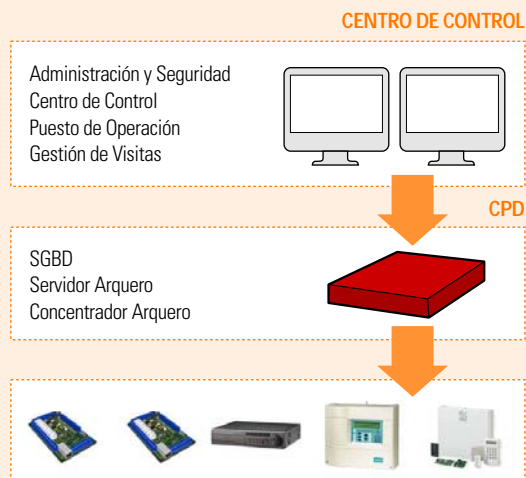 CENTRO DE CONTROL
Administración y Seguridad
Centro de Control
Puesto de Operación
Gestión de Visitas
CPD
SGBD
Servidor Arquero
Concentrador Arquero